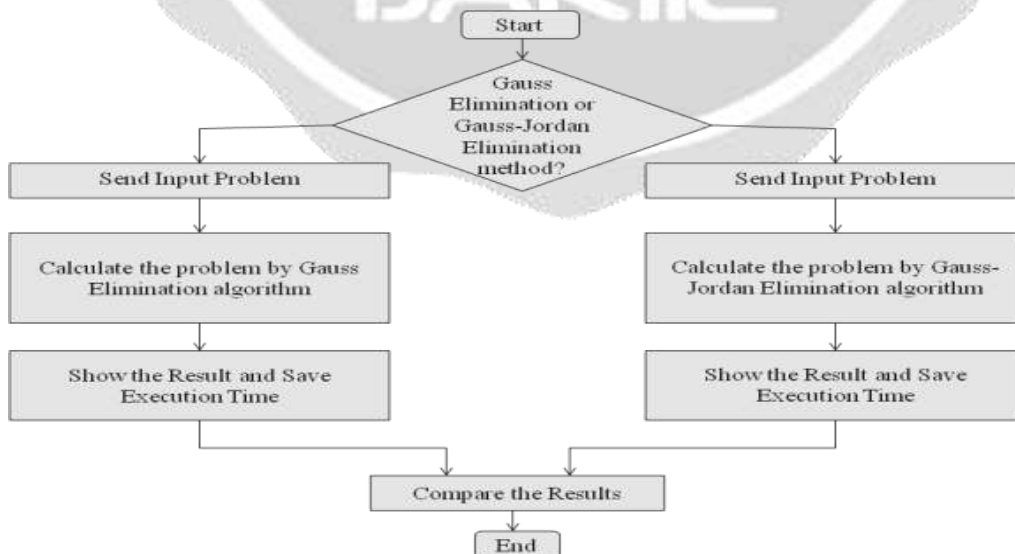 Start
Gauss
Elimination or
Gauss-Jordan
Elimination
method?
Send Input Problem
Send Input Problem
Calculate the problem by Gauss
Elimination algorithm
Calculate the problem by Gauss-
Jordan Elimination algorithm
Show the Result and Save
Execution Time
Show the Result and Save
Execution Time
Compare the Results
End